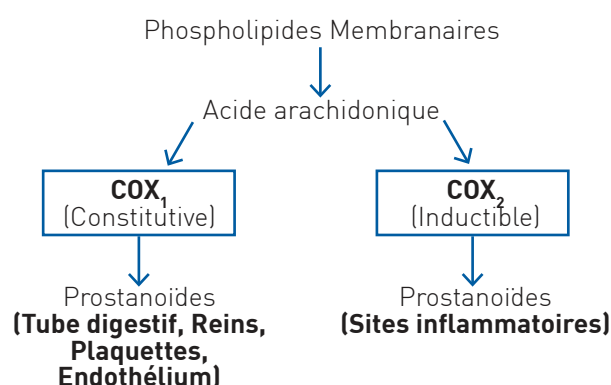 Phospholipides Membranaires
Acide arachidonique
COX₁
(Constitutive)
COX₂
(Inductible)
Prostanoïdes
(Tube digestif, Reins,
Plaquettes,
Endothélium)
Prostanoïdes
(Sites inflammatoires)